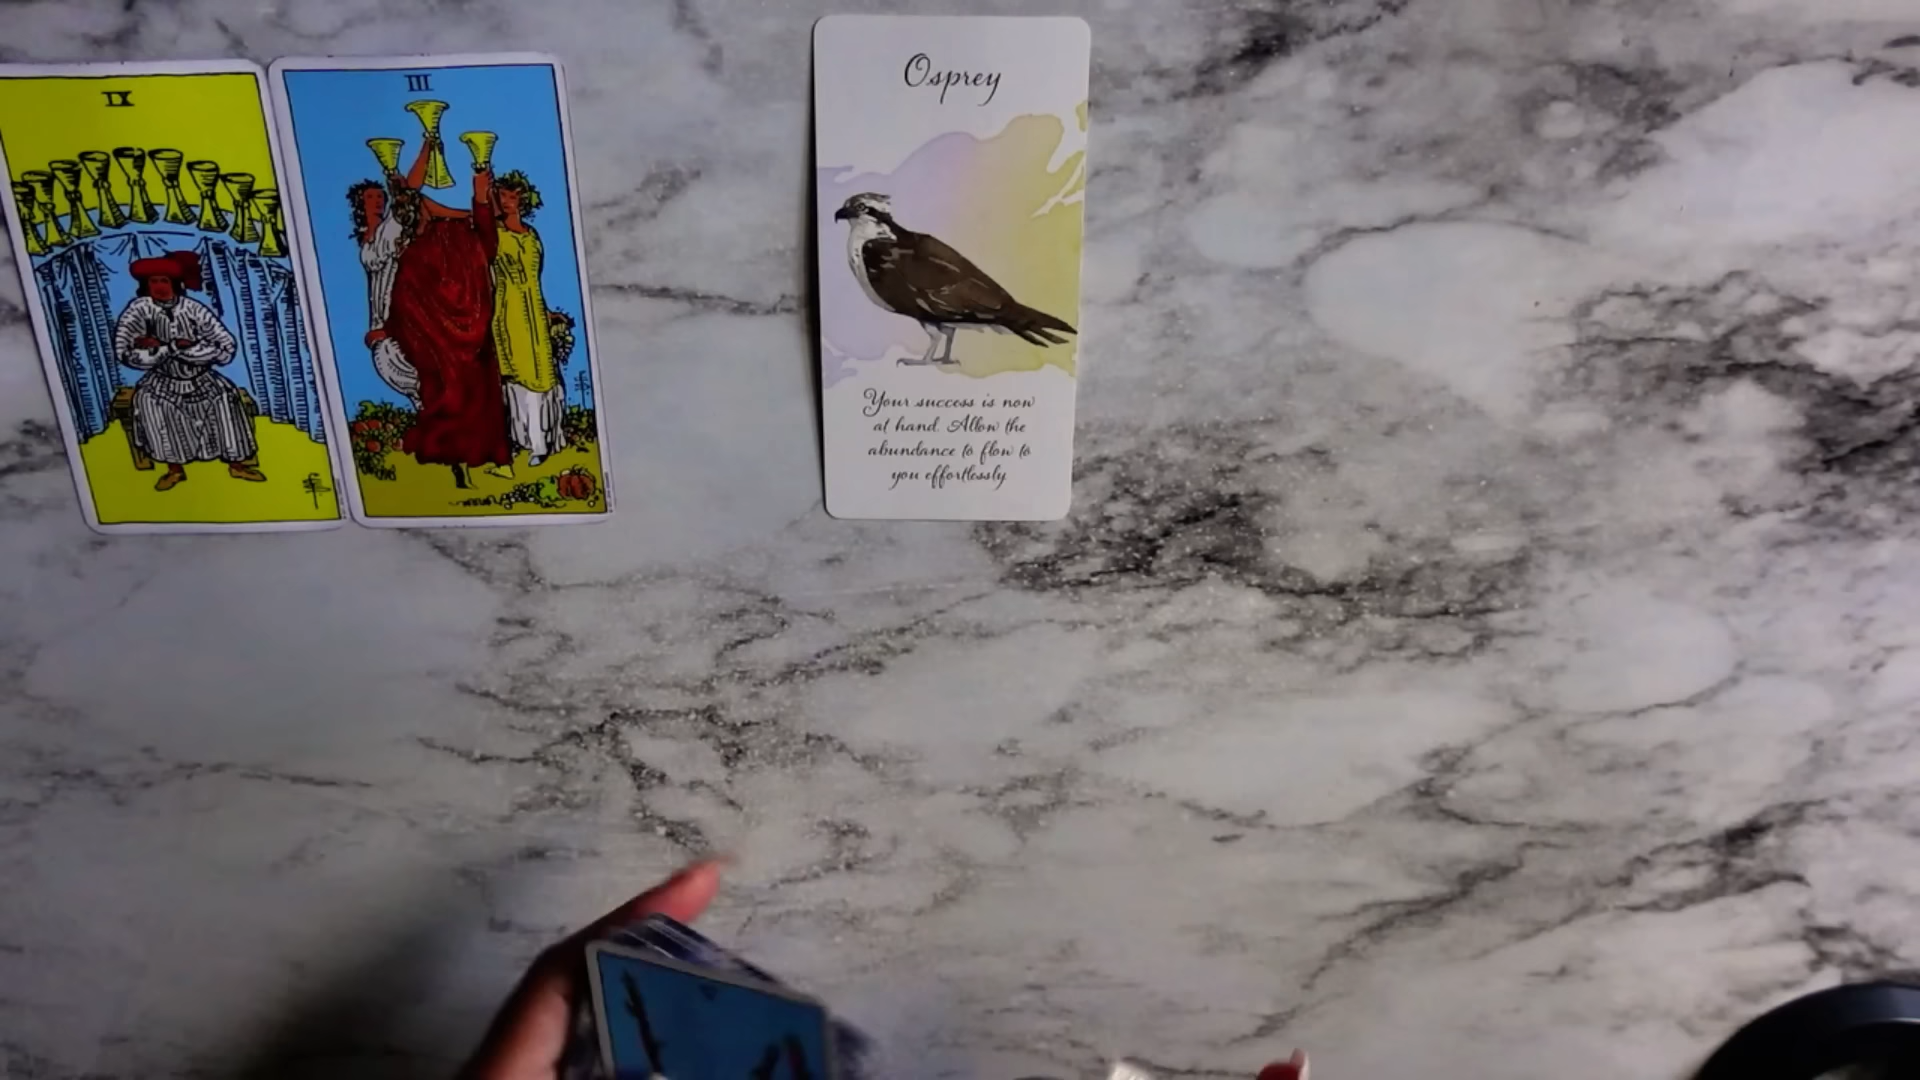 IX
III
Osprey
Your success is now
at hand. Allow the
abundance to flow to
you effortlessly.